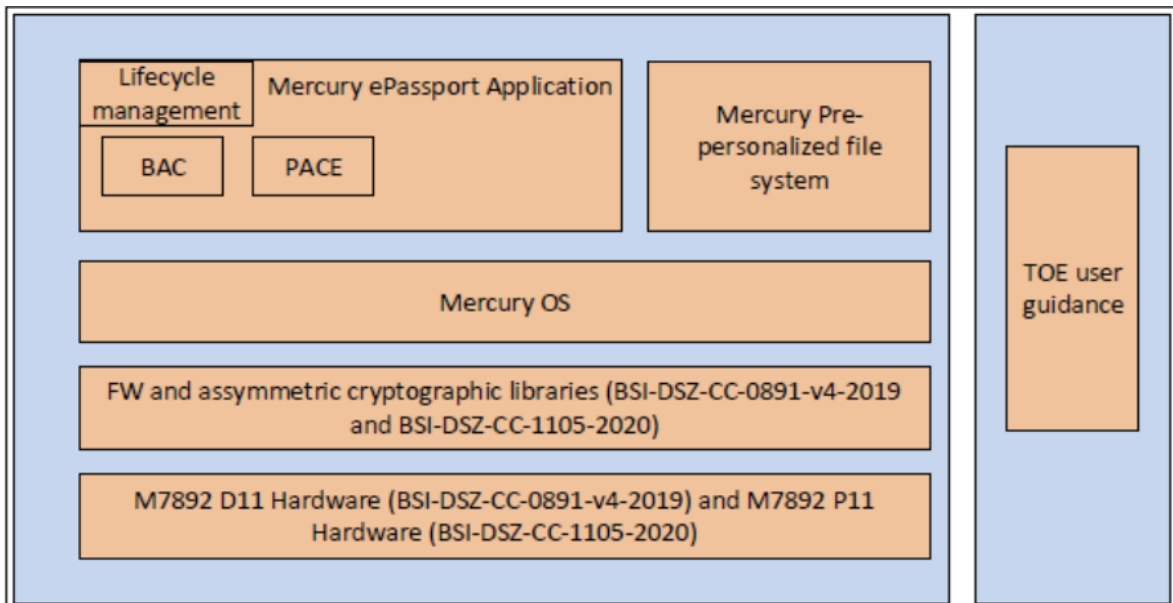 Lifecycle
management
Mercury ePassport Application
BAC
PACE
Mercury Pre-
personalized file
system
Mercury OS
FW and assymmetric cryptographic libraries (BSI-DSZ-CC-0891-v4-2019
and BSI-DSZ-CC-1105-2020)
M7892 D11 Hardware (BSI-DSZ-CC-0891-v4-2019) and M7892 P11
Hardware (BSI-DSZ-CC-1105-2020)
TOE user
guidance